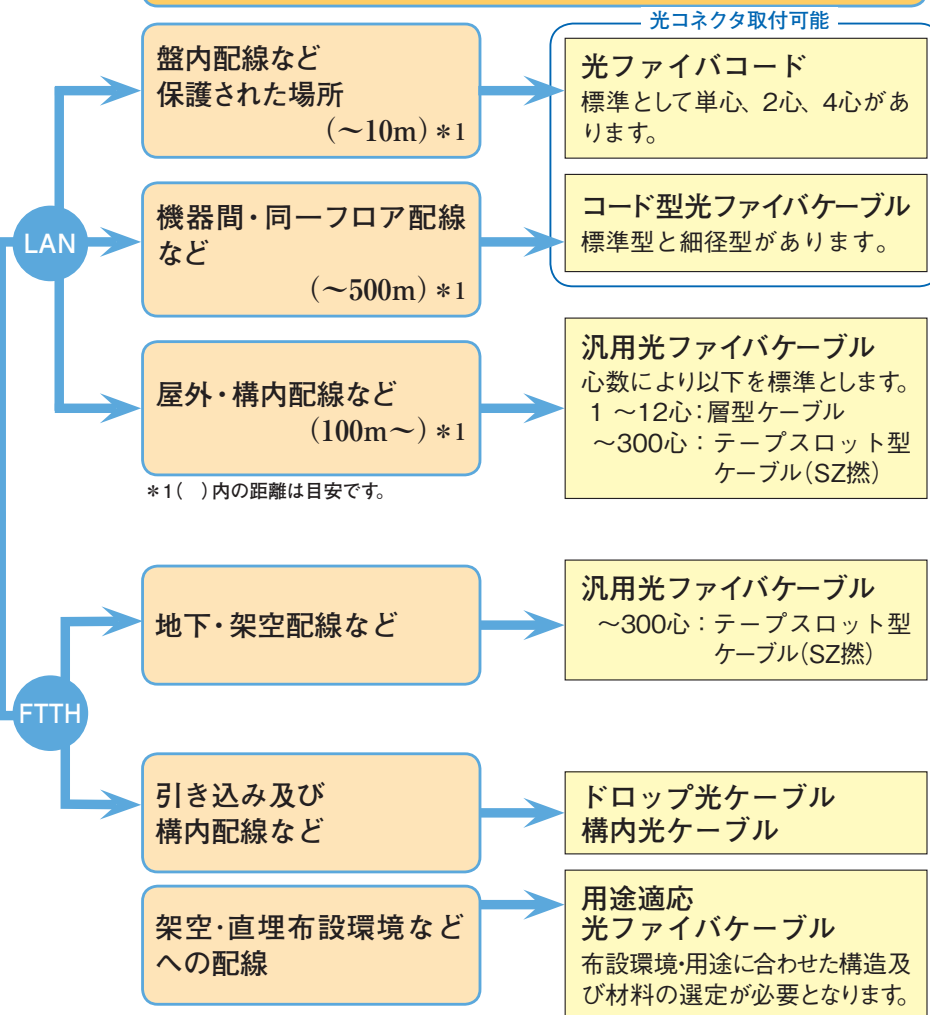 光コネクタ取付可能
盤内配線など
保護された場所
(～10m)＊1
光ファイバコード
標準として単心、2心、4心があ
ります。
LAN
機器間・同一フロア配線
など
(～500m)＊1
コード型光ファイバケーブル
標準型と細径型があります。
屋外・構内配線など
(100m～)＊1
汎用光ファイバケーブル
心数により以下を標準とします。
1 ～12心：層型ケーブル
～300心：テープスロット型
ケーブル(SZ撚)
＊1(　)内の距離は目安です。
FTTH
地下・架空配線など
汎用光ファイバケーブル
～300心：テープスロット型
ケーブル(SZ撚)
引き込み及び
構内配線など
ドロップ光ケーブル
構内光ケーブル
架空・直埋布設環境など
への配線
用途適応
光ファイバケーブル
布設環境・用途に合わせた構造及
び材料の選定が必要となります。